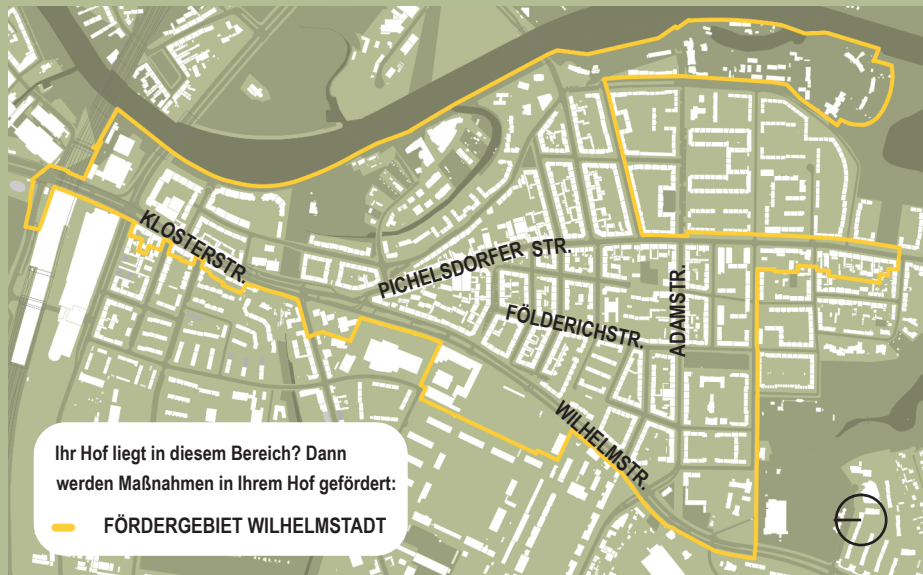 KLOSTERSTR.
PICHELSDORFER STR.
FÖLDERICHSTR.
ADAMSTR.
WILHELMSTR.
Ihr Hof liegt in diesem Bereich? Dann
werden Maßnahmen in Ihrem Hof gefördert:
FÖRDERGEBIET WILHELMSTADT